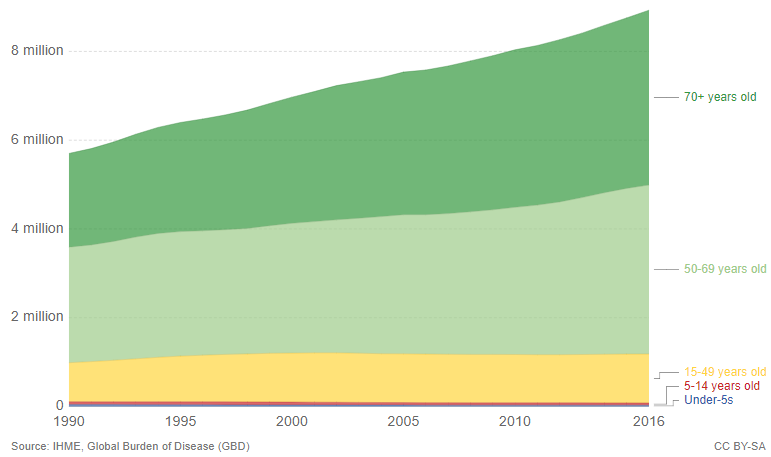 8 million
6 million
4 million
2 million
0
1990 1995 2000 2005 2010 2016
70+ years old
50-69 years old
15-49 years old
5-14 years old
Under-5s
Source: IHME, Global Burden of Disease (GBD) CC BY-SA